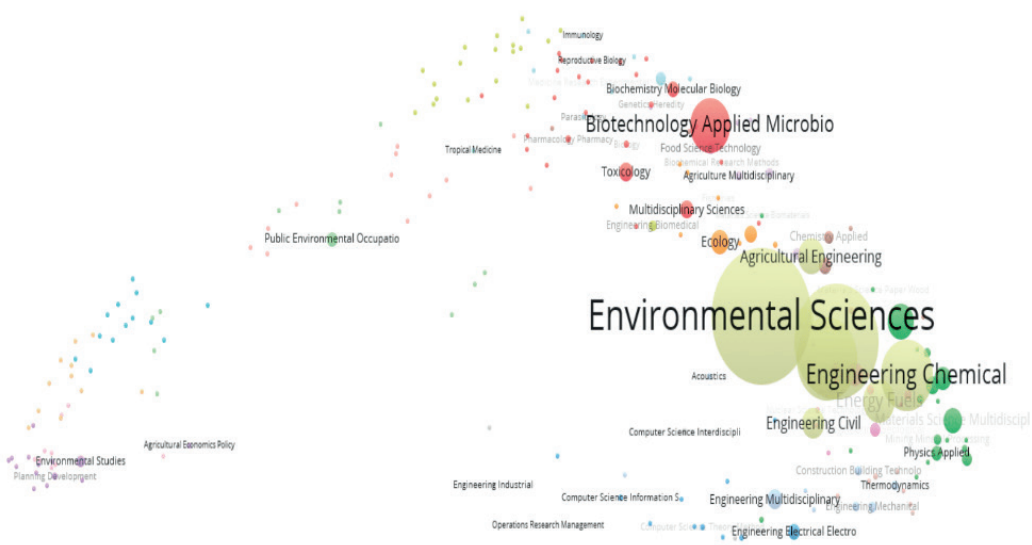 Immunology
Reproductive Biology
Biochemistry Molecular Biology
Genetics Heredity
Biotechnology Applied Microbio
Pharmacology Pharmacy
Biology
Food Science Technology
Tropical Medicine
Biochemical Research Methods
Toxicology
Agriculture Multidisciplinary
Multidisciplinary Sciences
Engineering Biomedical
Public Environmental Occupatio
Ecology
Chemistry Applied
Agricultural Engineering
Environmental Sciences
Acoustics
Engineering Chemical
Energy Fuels
Engineering Civil
Materials Science Multidiscipl
Computer Science Interdiscipli
Agricultural Economics Policy
Physics Applied
Environmental Studies
Planning Development
Construction Building Technolo
Engineering Industrial
Thermodynamics
Computer Science Information S
Engineering Multidisciplinary
Engineering Mechanical
Operations Research Management
Engineering Electrical Electro